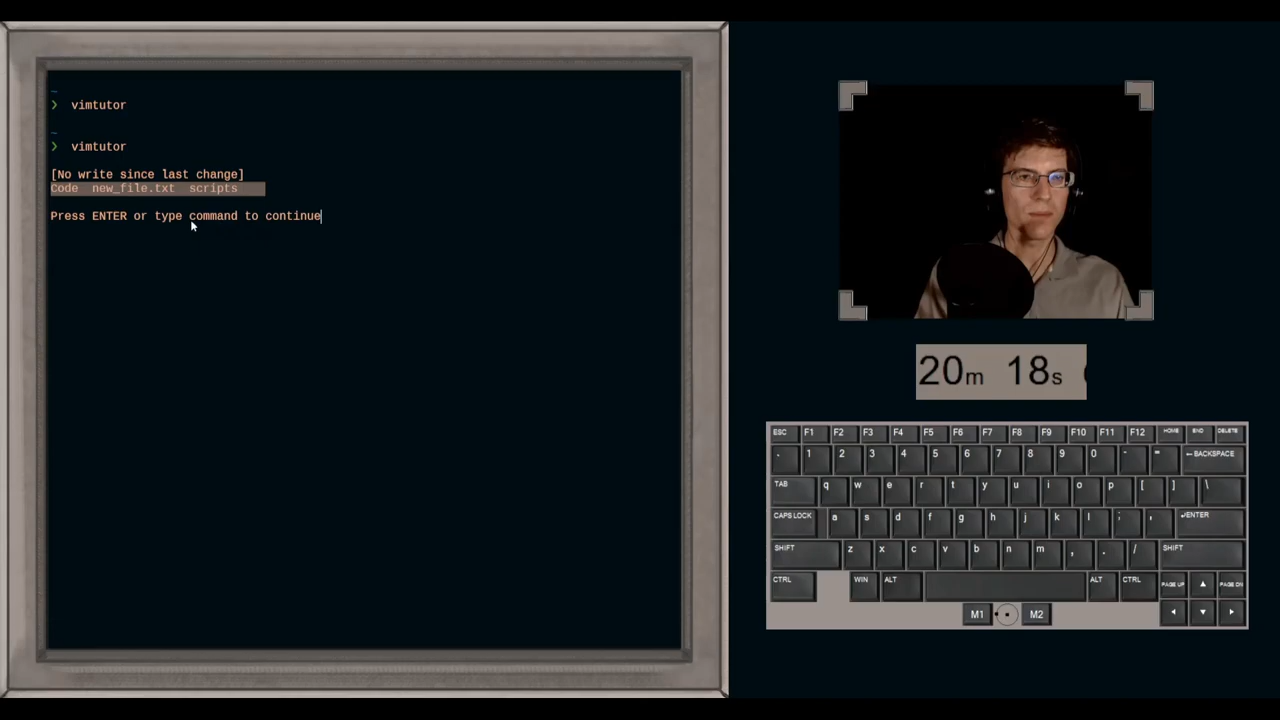 ~
❯ vimtutor
~
❯ vimtutor
[No write since last change]
Code new_file.txt scripts
Press ENTER or type command to continue
20m 18s
ESC F1 F2 F3 F4 F5 F6 F7 F8 F9 F10 F11 F12 HOME END DELETE
. 1 2 3 4 5 6 7 8 9 0 - = ←BACKSPACE
TAB q w e r t y u i o p [ ] \
CAPS LOCK a s d f g h j k l ; ' ↵ENTER
SHIFT z x c v b n m , . / SHIFT
CTRL WIN ALT ALT CTRL PAGE UP ▲ PAGE DN
M1 M2 ◄ ▼ ►